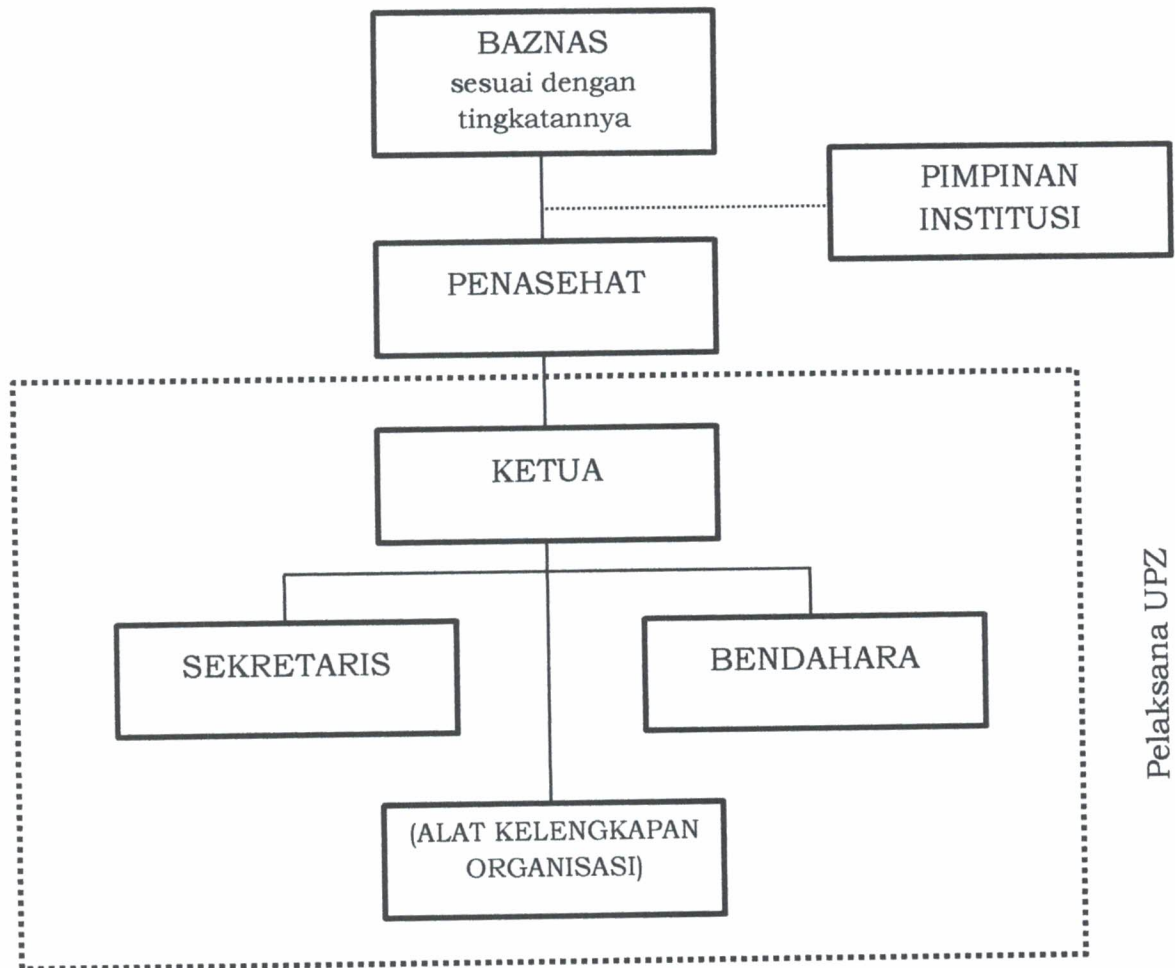 BAZNAS
sesuai dengan
tingkatannya
PIMPINAN
INSTITUSI
PENASEHAT
KETUA
SEKRETARIS
BENDAHARA
(ALAT KELENGKAPAN
ORGANISASI)
Pelaksana UPZ